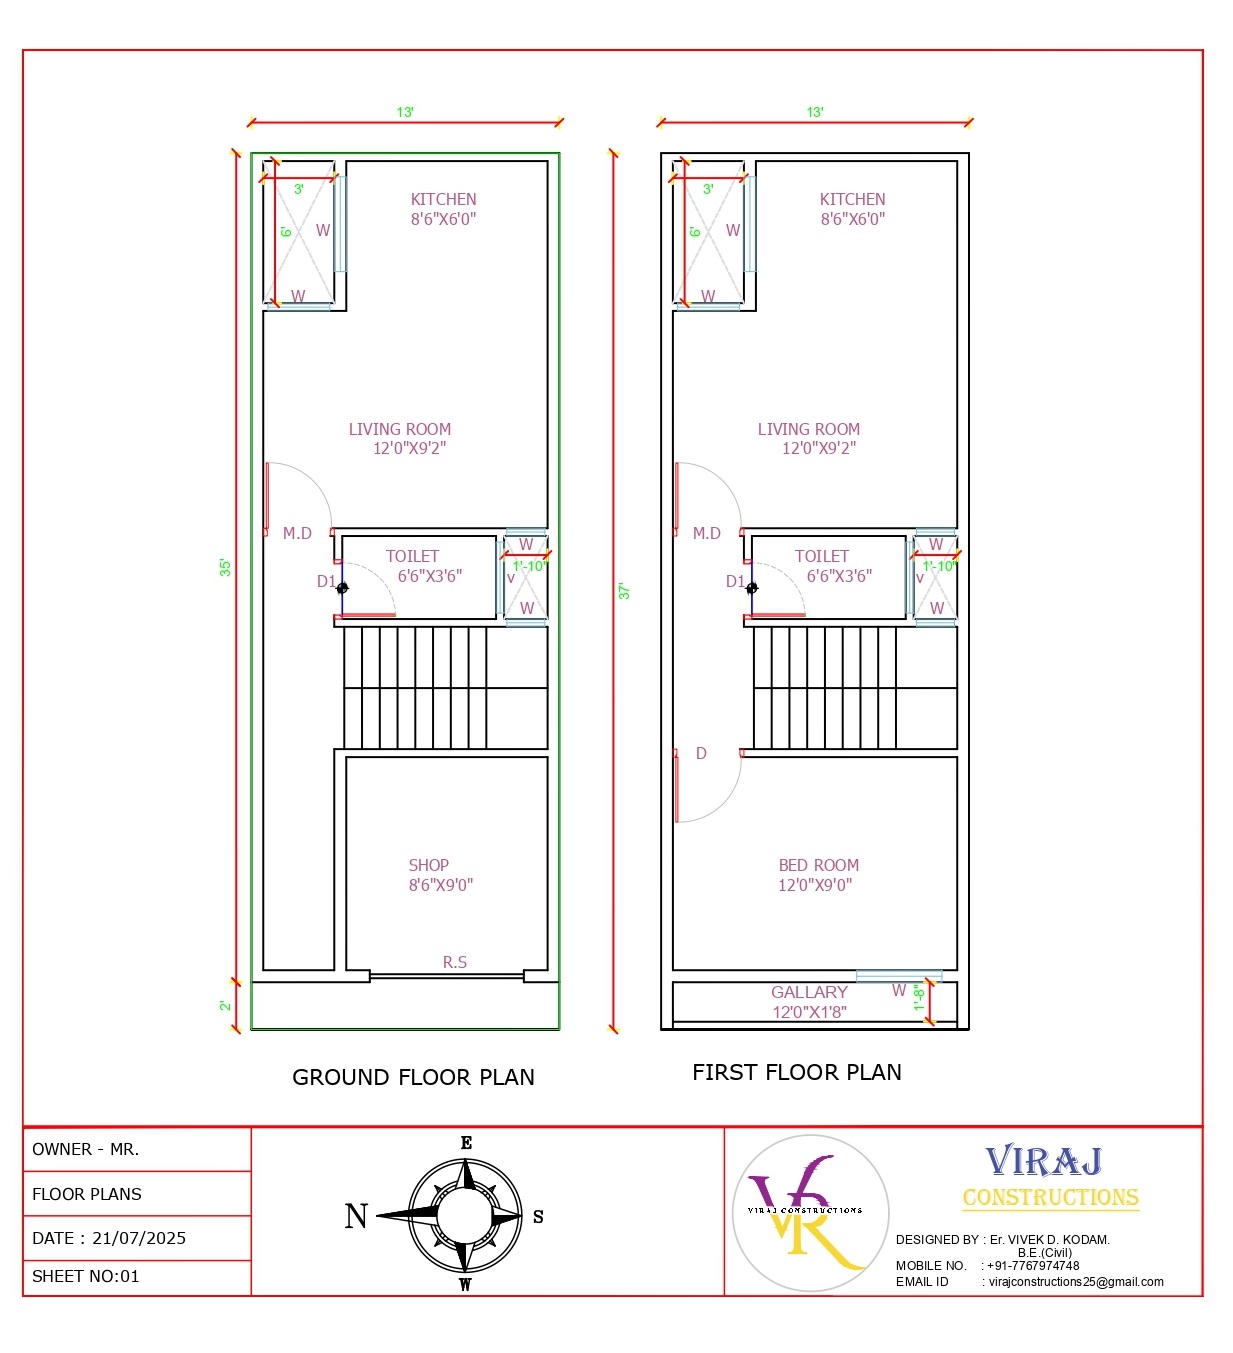 13'
13'
3'
KITCHEN
8'6"X6'0"
6'
W
W
3'
KITCHEN
8'6"X6'0"
6'
W
W
LIVING ROOM
12'0"X9'2"
LIVING ROOM
12'0"X9'2"
M.D
W
M.D
W
TOILET
6'6"X3'6"
1'-10"
V
D1
W
TOILET
6'6"X3'6"
1'-10"
V
D1
W
35'
37'
D
SHOP
8'6"X9'0"
BED ROOM
12'0"X9'0"
R.S
2'
GALLARY
12'0"X1'8"
W
1'-8"
GROUND FLOOR PLAN
FIRST FLOOR PLAN
OWNER - MR.
FLOOR PLANS
DATE : 21/07/2025
SHEET NO:01
E
N
S
W
VR
VIRAJ CONSTRUCTIONS
VR
VIRAJ
CONSTRUCTIONS
DESIGNED BY : Er. VIVEK D. KODAM.
B.E.(Civil)
MOBILE NO. : +91-7767974748
EMAIL ID : virajconstructions25@gmail.com